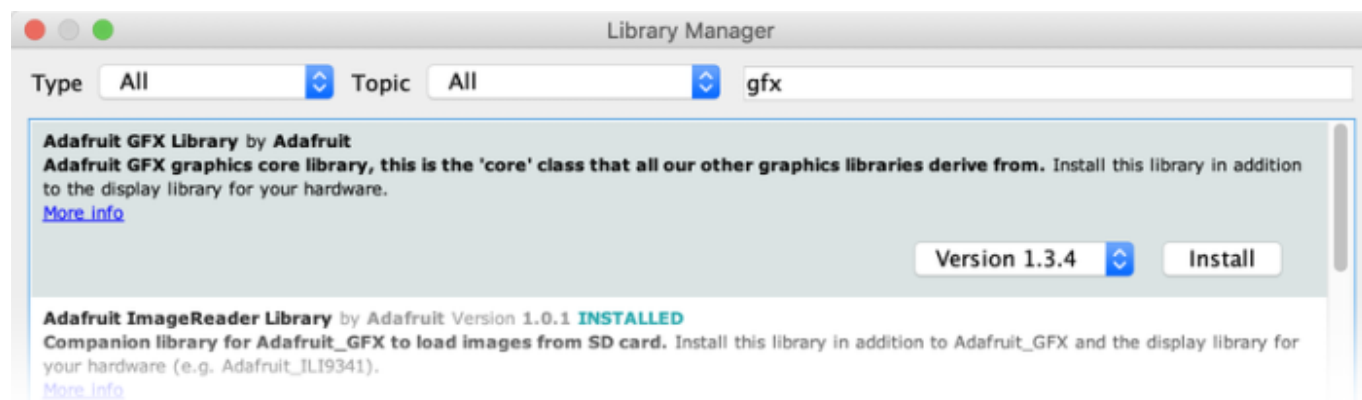 Library Manager
Type All Topic All gfx
Adafruit GFX Library by Adafruit
Adafruit GFX graphics core library, this is the 'core' class that all our other graphics libraries derive from. Install this library in addition
to the display library for your hardware.
More info
Version 1.3.4 Install
Adafruit ImageReader Library by Adafruit Version 1.0.1 INSTALLED
Companion library for Adafruit_GFX to load images from SD card. Install this library in addition to Adafruit_GFX and the display library for
your hardware (e.g. Adafruit_ILI9341).
More info